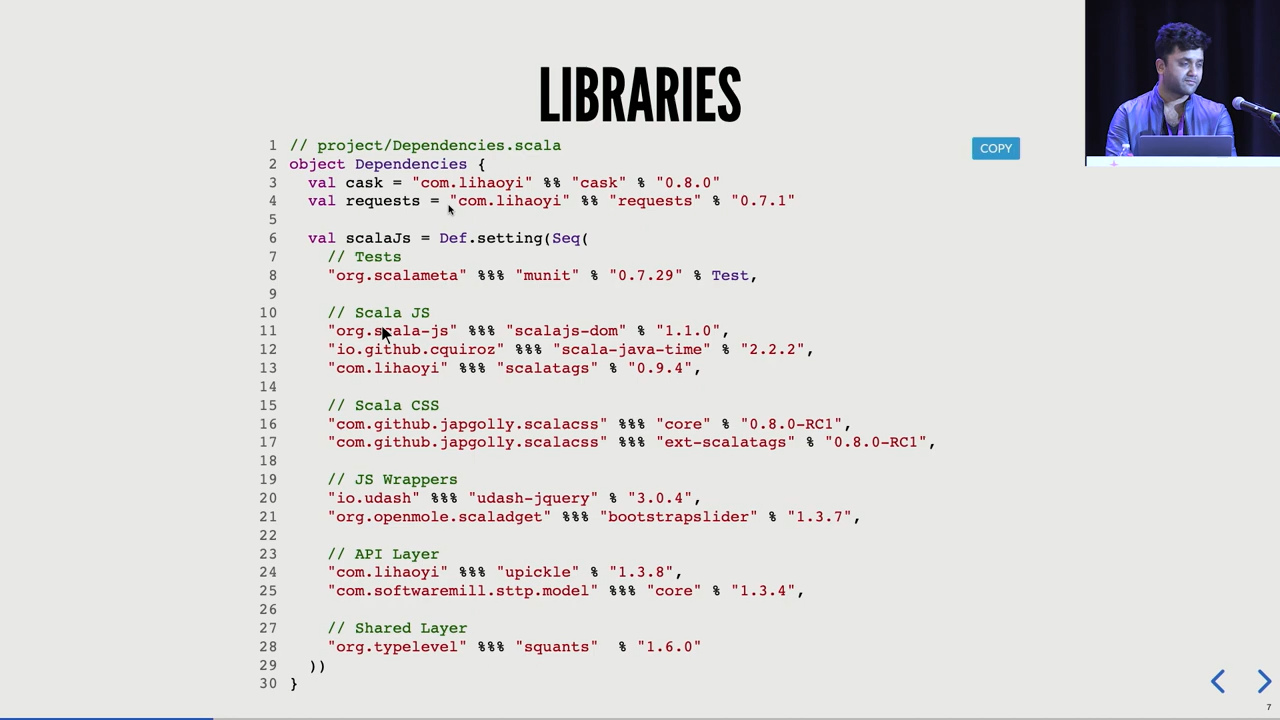 LIBRARIES
COPY
1 // project/Dependencies.scala
2 object Dependencies {
3   val cask = "com.lihaoyi" %% "cask" % "0.8.0"
4   val requests = "com.lihaoyi" %% "requests" % "0.7.1"
5
6   val scalaJs = Def.setting(Seq(
7     // Tests
8     "org.scalameta" %%% "munit" % "0.7.29" % Test,
9
10     // Scala JS
11     "org.scala-js" %%% "scalajs-dom" % "1.1.0",
12     "io.github.cquiroz" %%% "scala-java-time" % "2.2.2",
13     "com.lihaoyi" %%% "scalatags" % "0.9.4",
14
15     // Scala CSS
16     "com.github.japgolly.scalacss" %%% "core" % "0.8.0-RC1",
17     "com.github.japgolly.scalacss" %%% "ext-scalatags" % "0.8.0-RC1",
18
19     // JS Wrappers
20     "io.udash" %%% "udash-jquery" % "3.0.4",
21     "org.openmole.scaladget" %%% "bootstrapslider" % "1.3.7",
22
23     // API Layer
24     "com.lihaoyi" %%% "upickle" % "1.3.8",
25     "com.softwaremill.sttp.model" %%% "core" % "1.3.4",
26
27     // Shared Layer
28     "org.typelevel" %%% "squants"  % "1.6.0"
29   ))
30 }
7